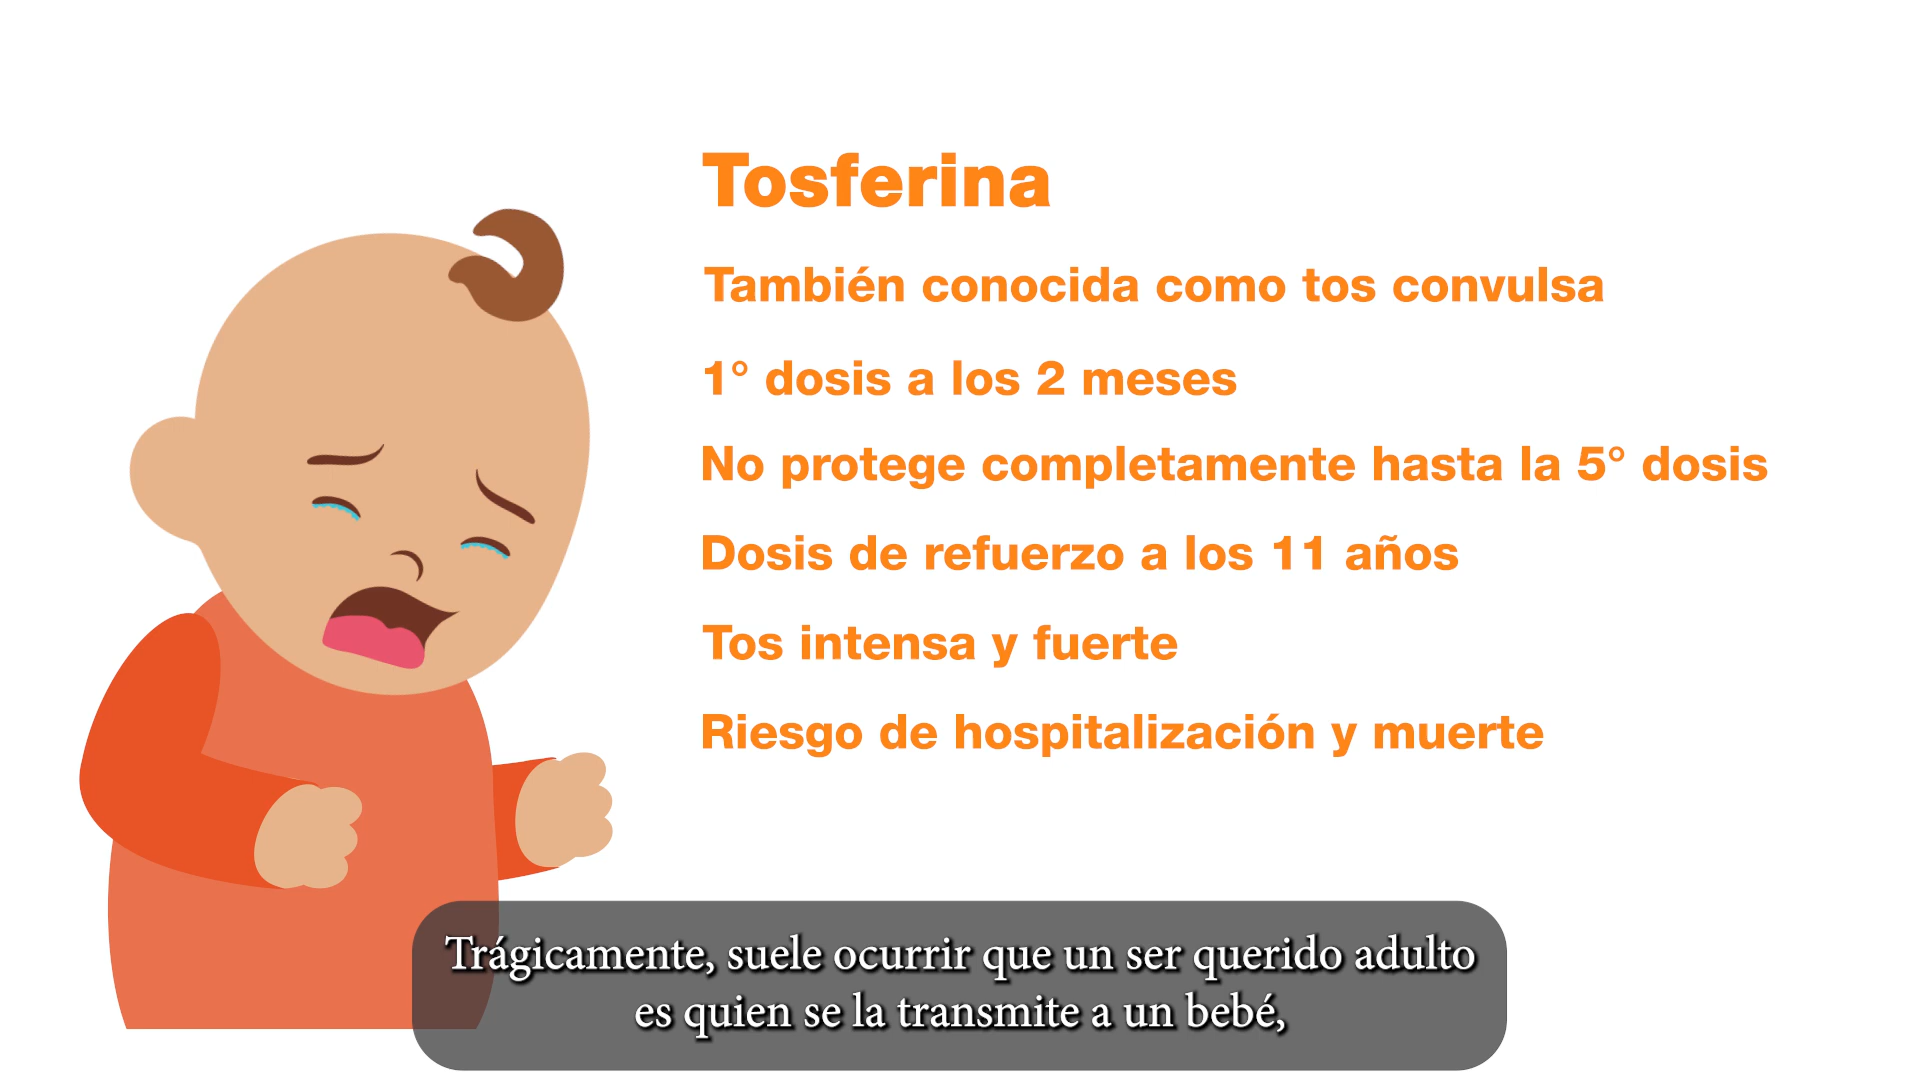 Tosferina
También conocida como tos convulsa
1° dosis a los 2 meses
No protege completamente hasta la 5° dosis
Dosis de refuerzo a los 11 años
Tos intensa y fuerte
Riesgo de hospitalización y muerte
Trágicamente, suele ocurrir que un ser querido adulto
es quien se la transmite a un bebé,